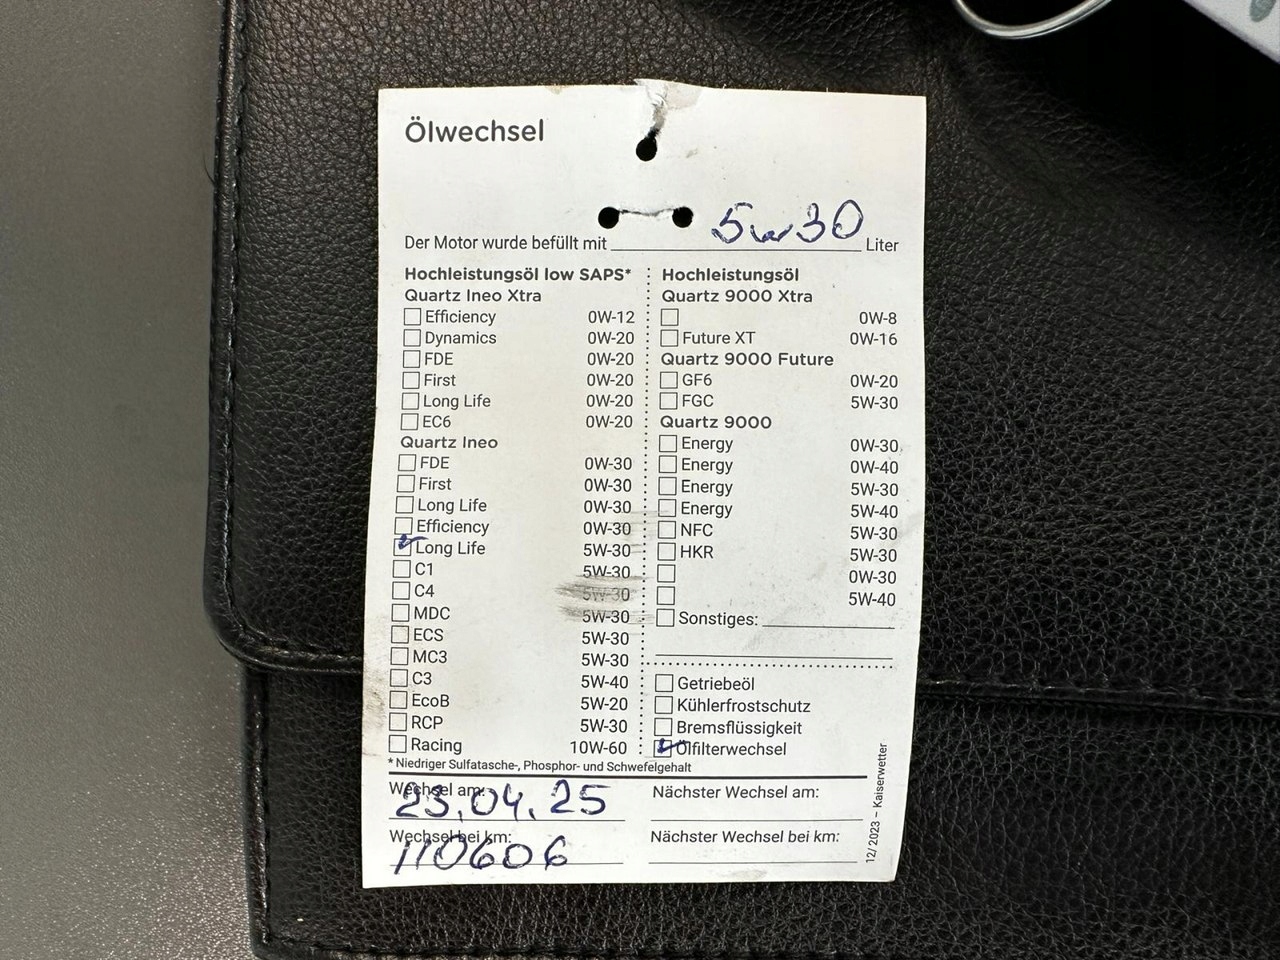 Ölwechsel
Der Motor wurde befüllt mit 5w30 Liter
Hochleistungsöl low SAPS*
Quartz Ineo Xtra
Efficiency 0W-12
Dynamics 0W-20
FDE 0W-20
First 0W-20
Long Life 0W-20
EC6 0W-20
Quartz Ineo
FDE 0W-30
First 0W-30
Long Life 0W-30
Efficiency 0W-30
Long Life 5W-30
C1 5W-30
C4 5W-30
MDC 5W-30
ECS 5W-30
MC3 5W-30
C3 5W-40
EcoB 5W-20
RCP 5W-30
Racing 10W-60
*Niedriger Sulfatasche-, Phosphor- und Schwefelgehalt
Hochleistungsöl
Quartz 9000 Xtra
0W-8
Future XT 0W-16
Quartz 9000 Future
GF6 0W-20
FGC 5W-30
Quartz 9000
Energy 0W-30
Energy 0W-40
Energy 5W-30
Energy 5W-40
NFC 5W-30
HKR 5W-30
0W-30
5W-40
Sonstiges:
Getriebeöl
Kühlerfrostschutz
Bremsflüssigkeit
Ölfilterwechsel
Wechsel am: 23.04.25
Nächster Wechsel am:
Wechsel bei km: 110606
Nächster Wechsel bei km:
12/2023 – Kaiserwetter